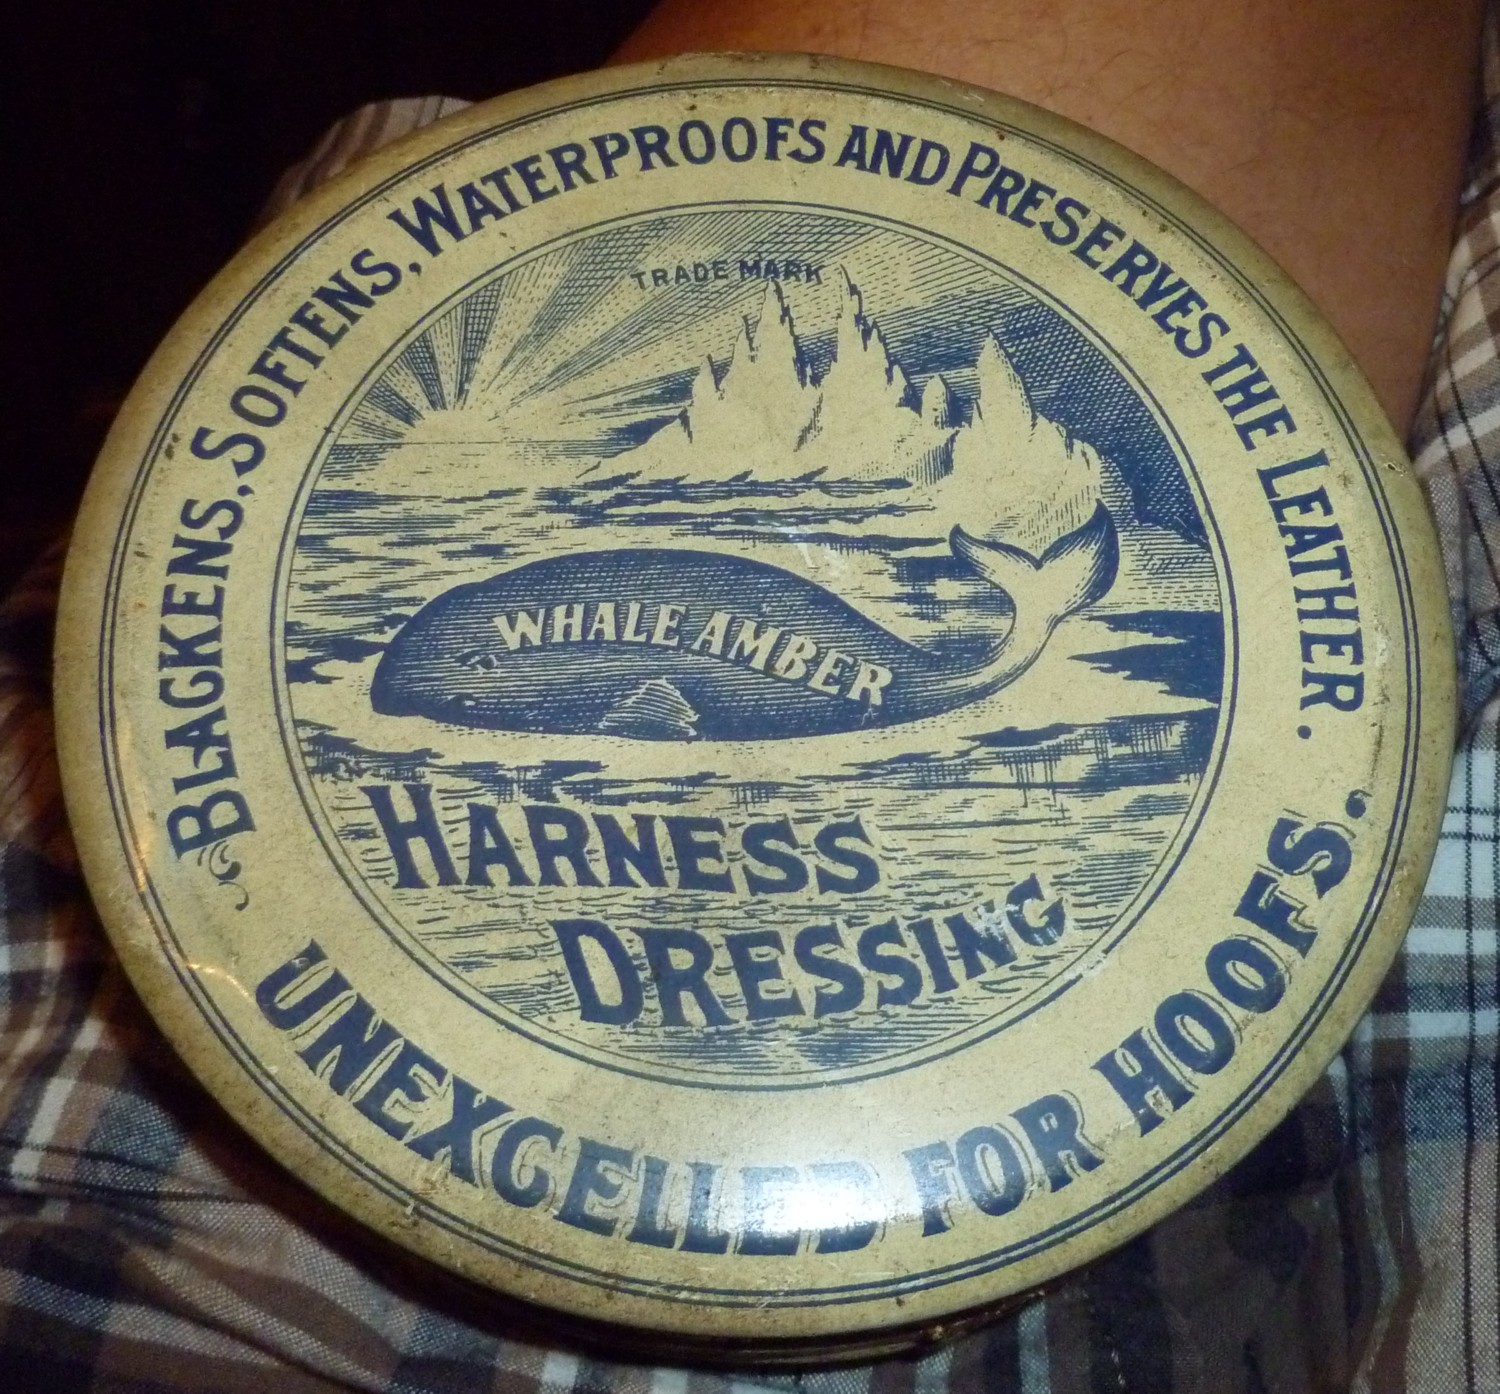 BLACKENS, SOFTENS, WATERPROOFS AND PRESERVES THE LEATHER.
TRADE MARK
WHALE AMBER
HARNESS
DRESSING
UNEXCELLED FOR HOOFS.